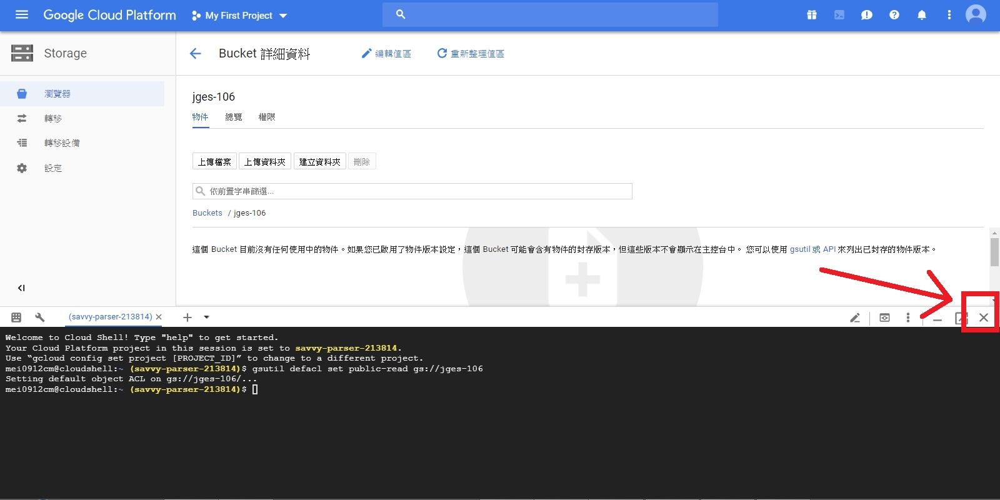 Google Cloud Platform My First Project
Storage
Bucket 詳細資料 編輯值區 重新整理值區
瀏覽器
轉移
轉移設備
設定
jges-106
物件 總覽 權限
上傳檔案 上傳資料夾 建立資料夾 刪除
依前置字串篩選...
Buckets / jges-106
這個 Bucket 目前沒有任何使用中的物件。如果您已啟用了物件版本設定，這個 Bucket 可能會含有物件的封存版本，但這些版本不會顯示在主控台中。 您可以使用 gsutil 或 API 來列出已封存的物件版本。
(savvy-parser-213814)
Welcome to Cloud Shell! Type "help" to get started.
Your Cloud Platform project in this session is set to savvy-parser-213814.
Use “gcloud config set project [PROJECT_ID]” to change to a different project.
mei0912cm@cloudshell:~ (savvy-parser-213814)$ gsutil defacl set public-read gs://jges-106
Setting default object ACL on gs://jges-106/...
mei0912cm@cloudshell:~ (savvy-parser-213814)$